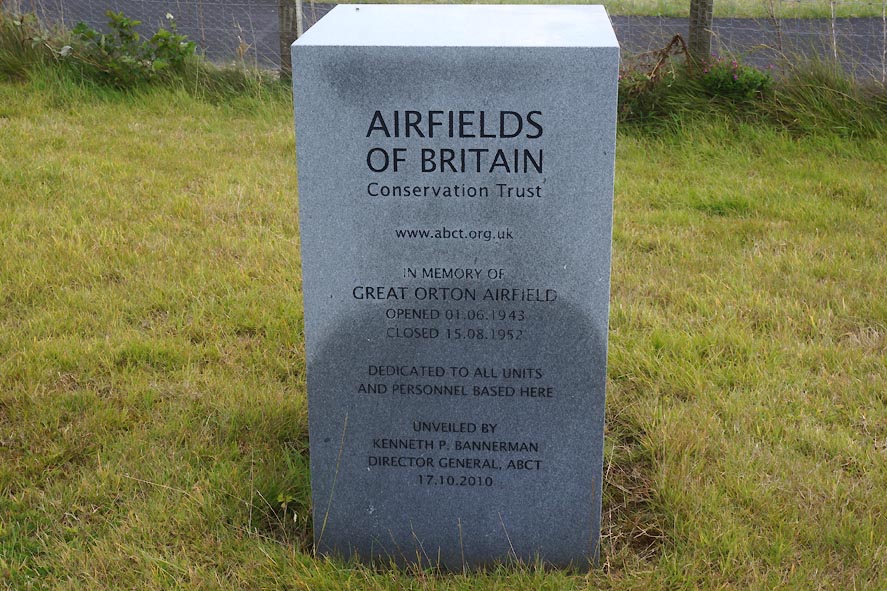 AIRFIELDS
OF BRITAIN
Conservation Trust
www.abct.org.uk
IN MEMORY OF
GREAT ORTON AIRFIELD
OPENED 01.06.1943
CLOSED 15.08.1952
DEDICATED TO ALL UNITS
AND PERSONNEL BASED HERE
UNVEILED BY
KENNETH P. BANNERMAN
DIRECTOR GENERAL, ABCT
17.10.2010